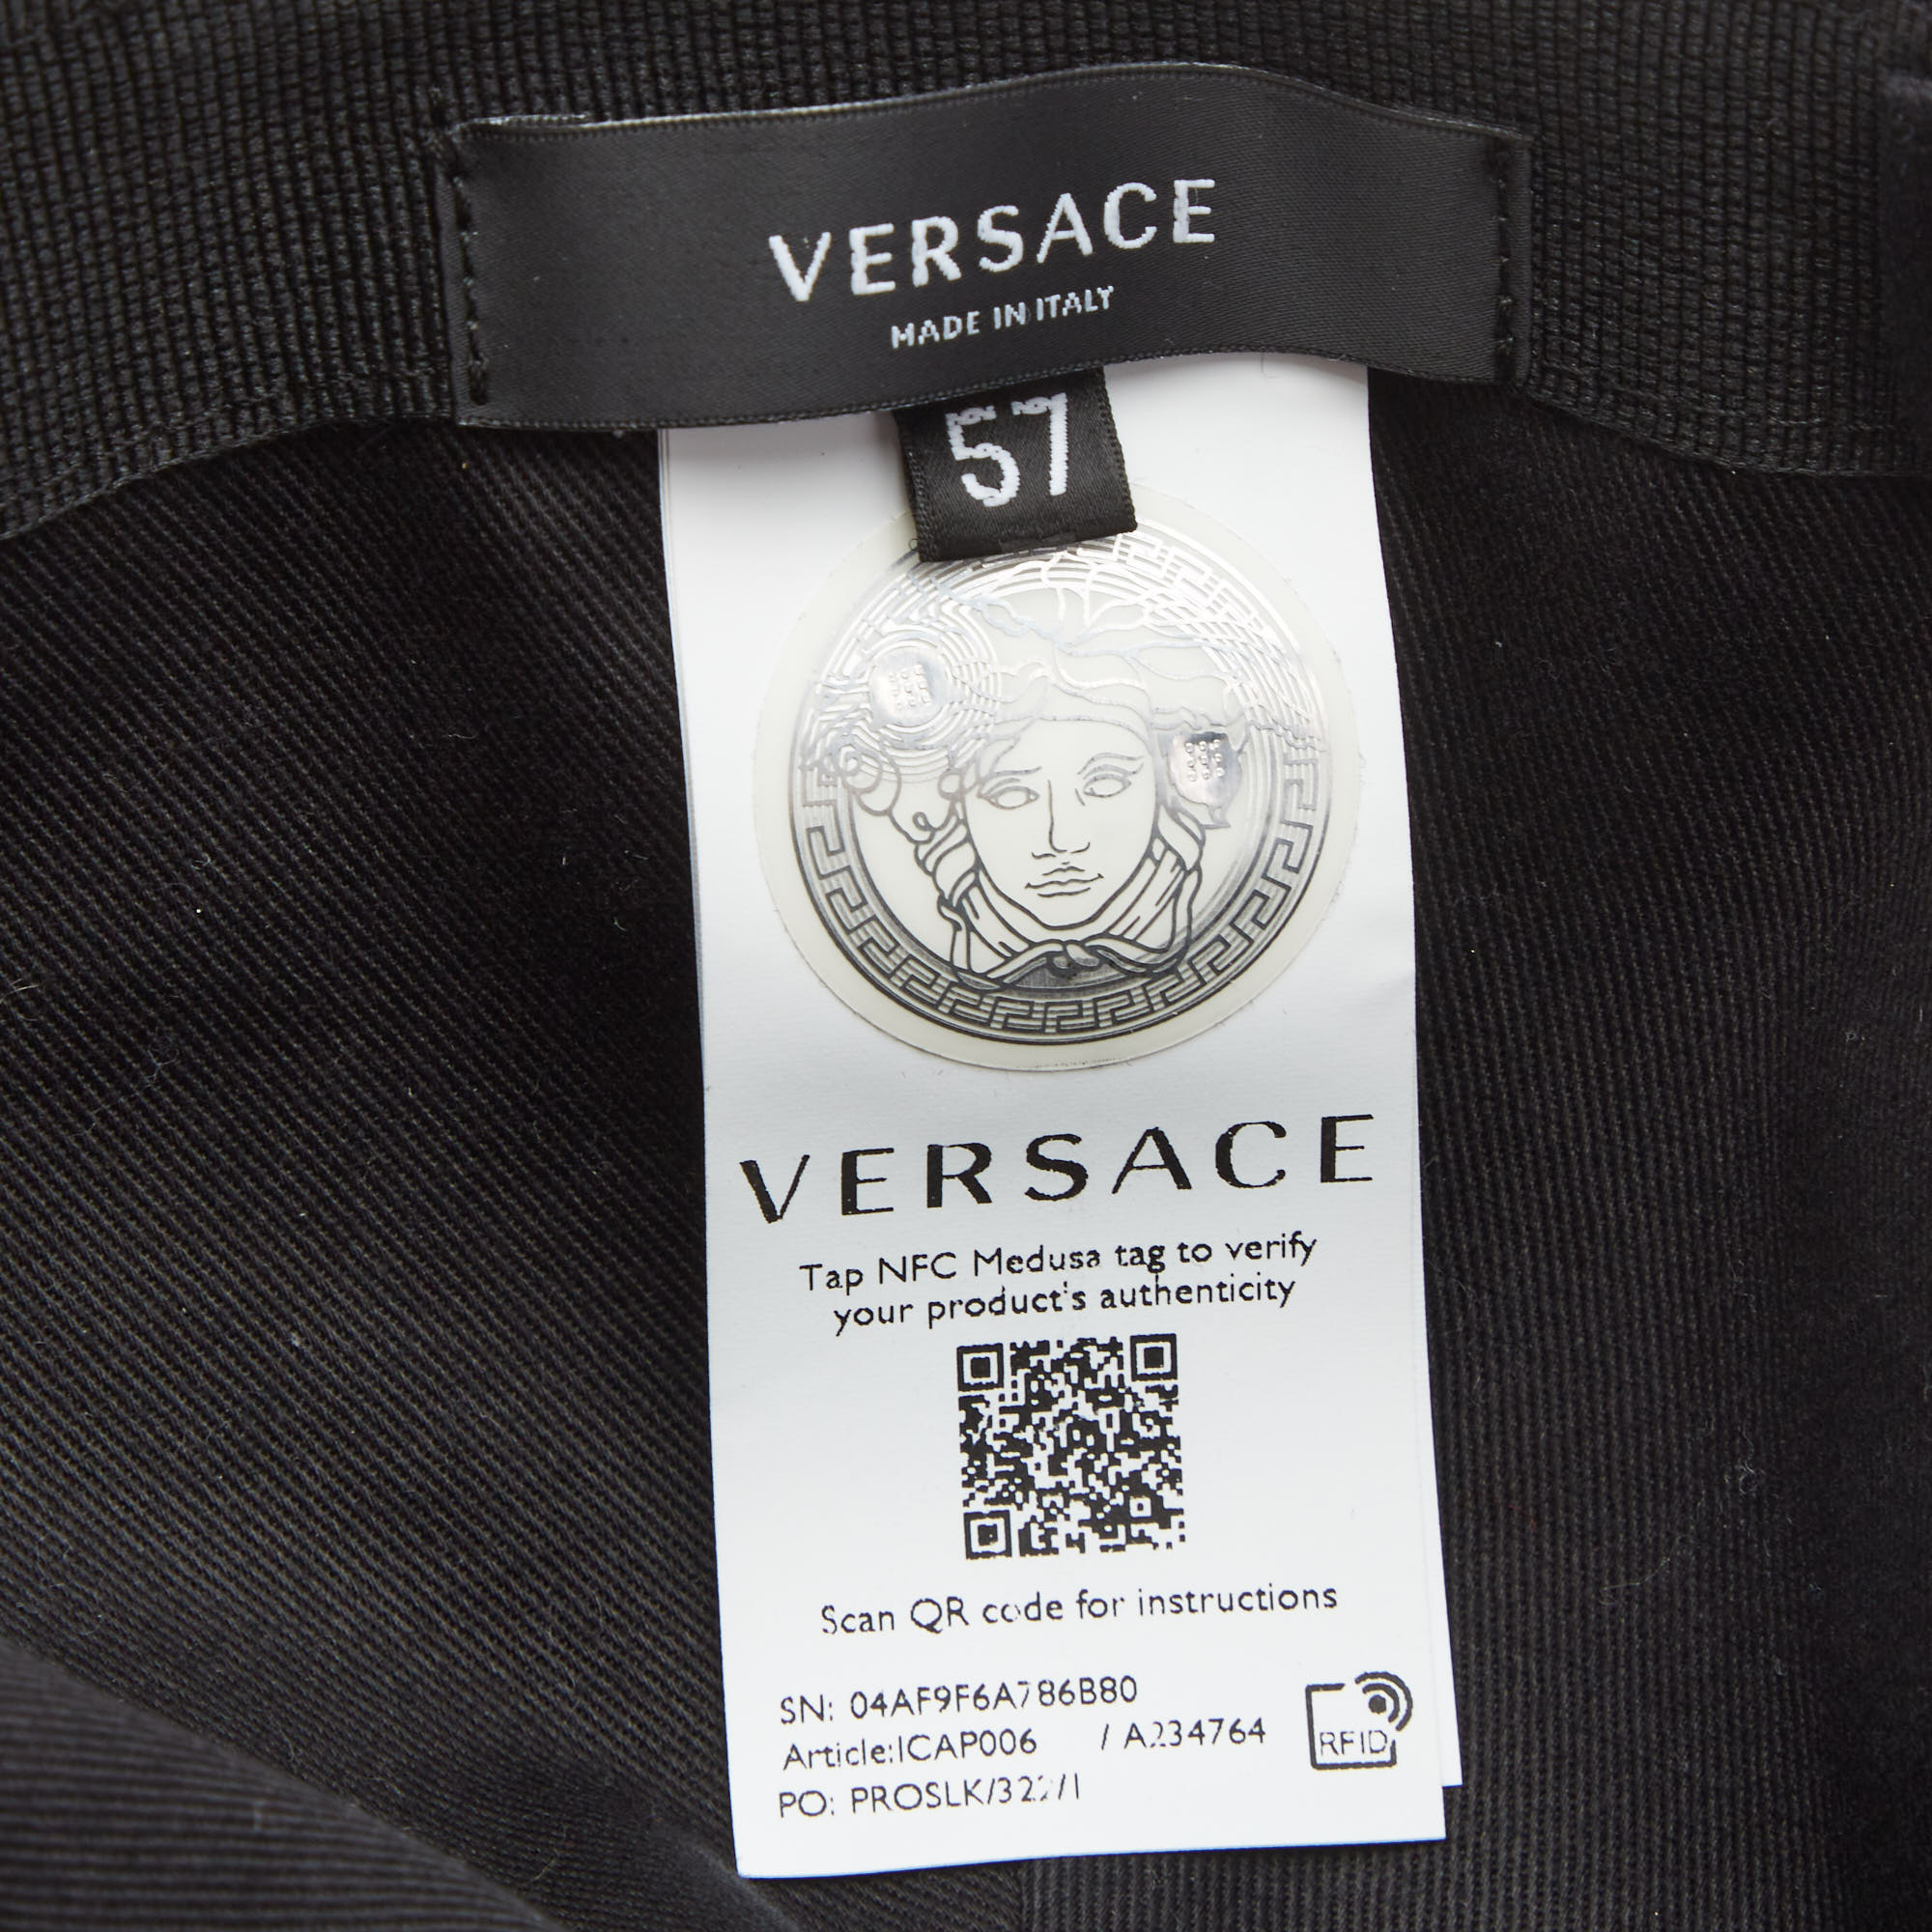 VERSACE
MADE IN ITALY
57
VERSACE
Tap NFC Medusa tag to verify
your product's authenticity
Scan QR code for instructions
SN: 04AF9F6A786B80
Article:ICAP006 / A234764
PO: PROSLK/322/1
RFID